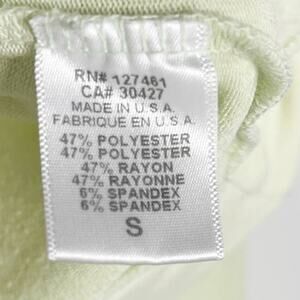 RN# 127461
CA# 30427
MADE IN U.S.A.
FABRIQUE EN U.S.A.
47% POLYESTER
47% POLYESTER
47% RAYON
47% RAYONNE
6% SPANDEX
6% SPANDEX
S